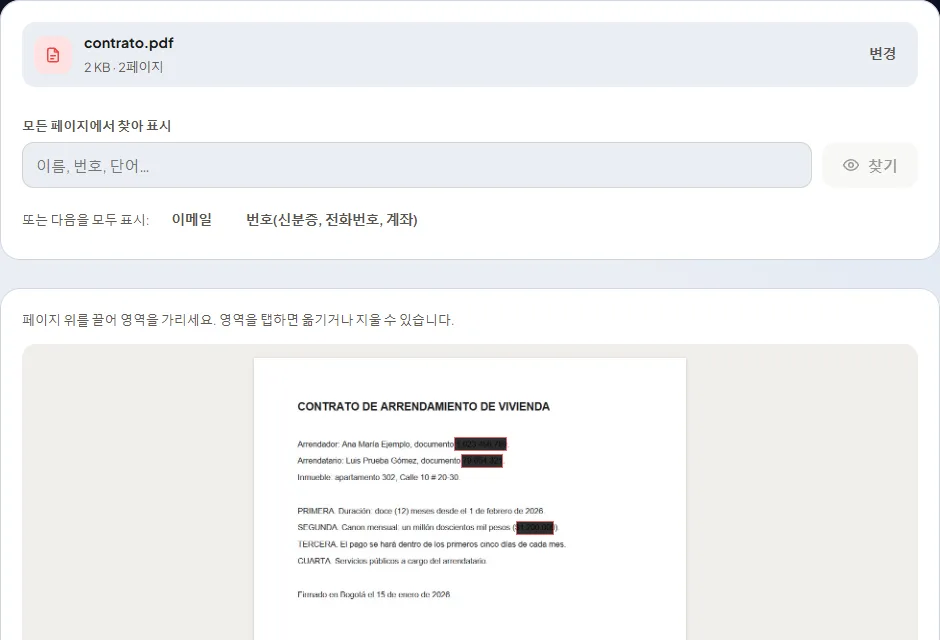 contrato.pdf
2 KB · 2페이지
변경
모든 페이지에서 찾아 표시
이름, 번호, 단어...
찾기
또는 다음을 모두 표시: 이메일 번호(신분증, 전화번호, 계좌)
페이지 위를 끌어 영역을 가리세요. 영역을 탭하면 옮기거나 지울 수 있습니다.
CONTRATO DE ARRENDAMIENTO DE VIVIENDA
Arrendador: Ana María Ejemplo, documento
Arrendatario: Luis Prueba Gómez, documento
Inmueble: apartamento 302, Calle 10 # 20-30.
PRIMERA. Duración: doce (12) meses desde el 1 de febrero de 2026.
SEGUNDA. Canon mensual: un millón doscientos mil pesos (
TERCERA. El pago se hará dentro de los primeros cinco días de cada mes.
CUARTA. Servicios públicos a cargo del arrendatario.
Firmado en Bogotá el 15 de enero de 2026.